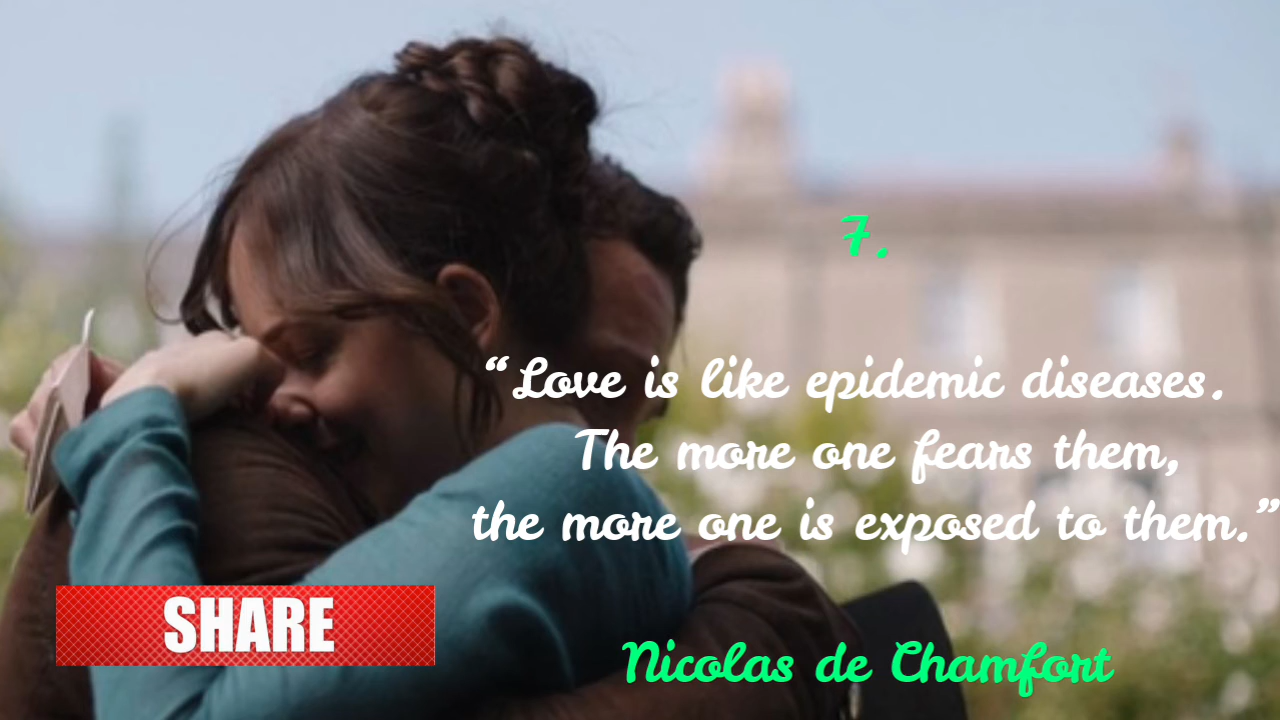 7.
“Love is like epidemic diseases.
The more one fears them,
the more one is exposed to them.”
SHARE
Nicolas de Chamfort